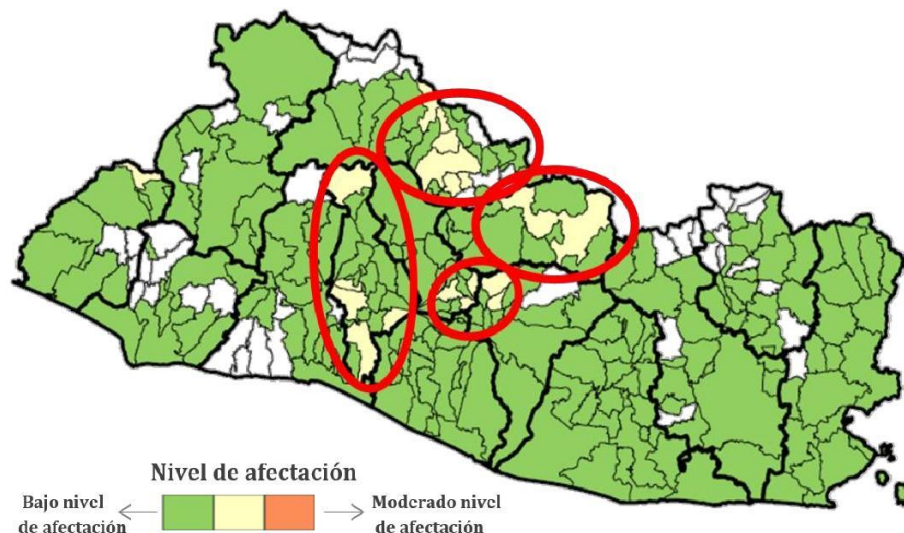 Nivel de afectación
Bajo nivel
de afectación
Moderado nivel
de afectación